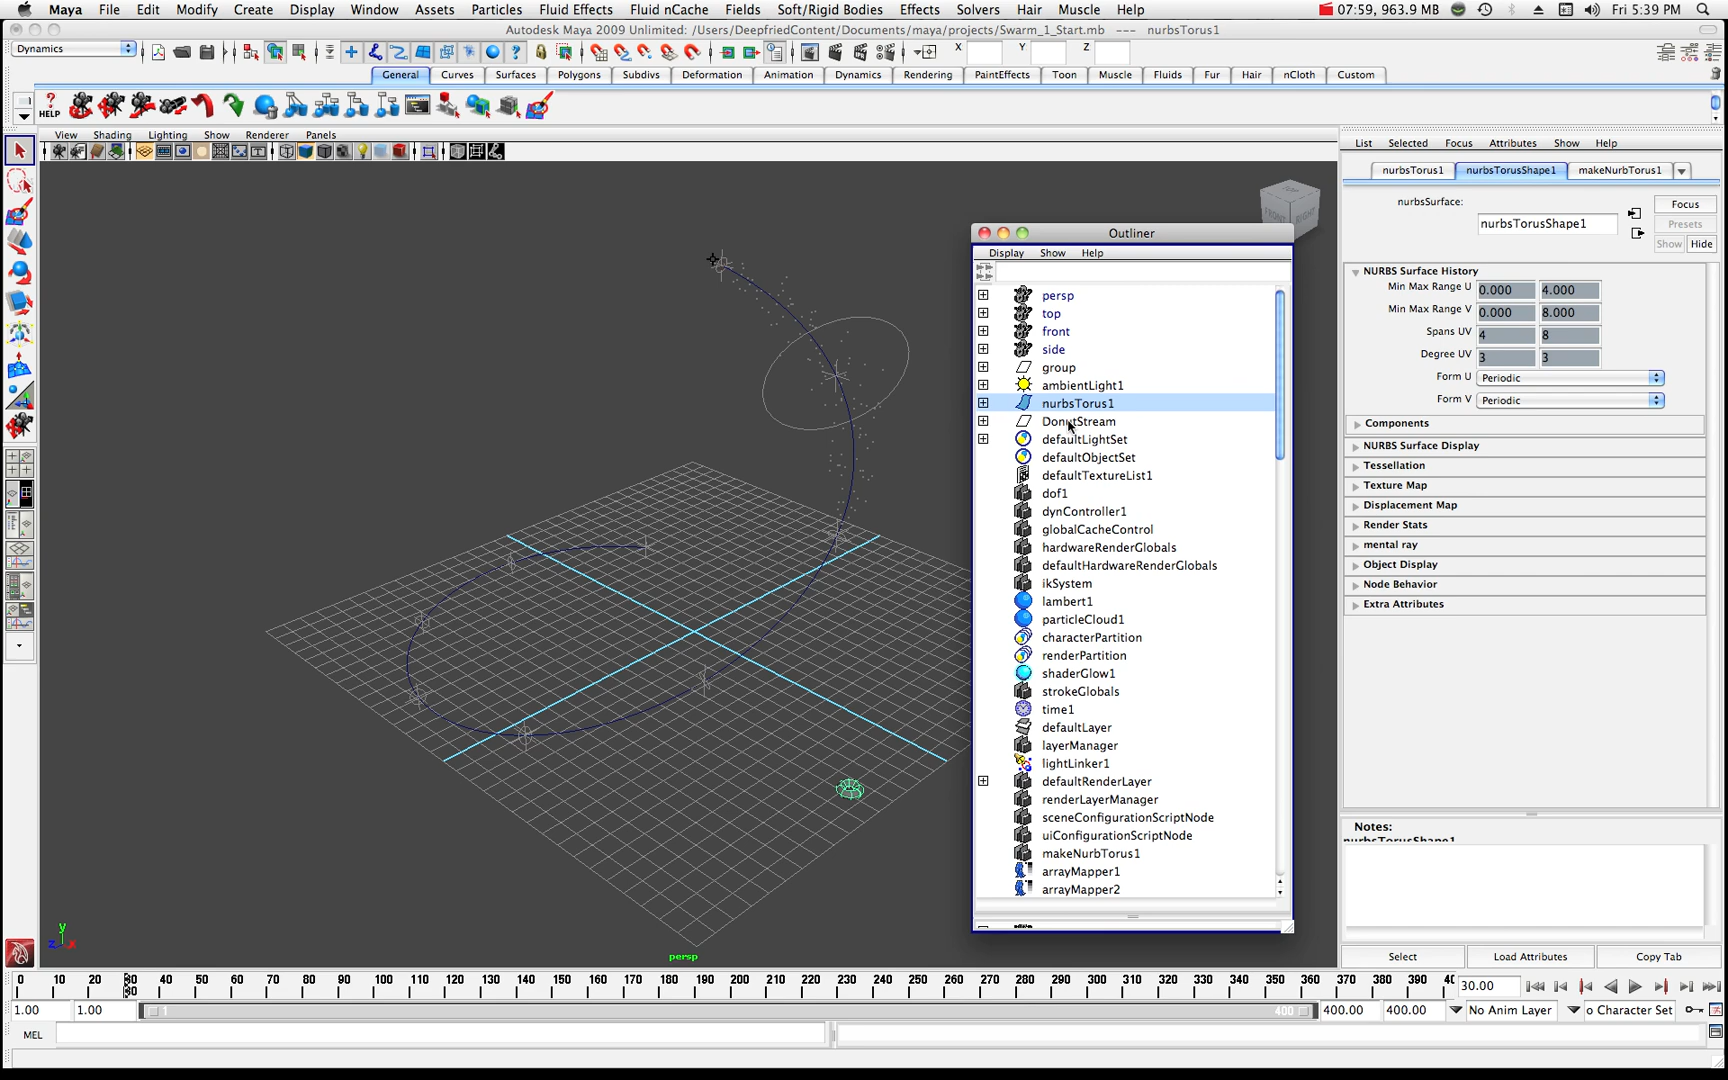 Maya File Edit Modify Create Display Window Assets Particles Fluid Effects Fluid nCache Fields Soft/Rigid Bodies Effects Solvers Hair Muscle Help 07:59, 963.9 MB Fri 5:39 PM
Autodesk Maya 2009 Unlimited: /Users/DeepfriedContent/Documents/maya/projects/Swarm_1_Start.mb --- nurbsTorus1
Dynamics X Y Z
General Curves Surfaces Polygons Subdivs Deformation Animation Dynamics Rendering PaintEffects Toon Muscle Fluids Fur Hair nCloth Custom
HELP
View Shading Lighting Show Renderer Panels
List Selected Focus Attributes Show Help
nurbsTorus1 nurbsTorusShape1 makeNurbTorus1
nurbsSurface: nurbsTorusShape1
Focus
Presets
Show Hide
TOP
FRONT RIGHT
Outliner
Display Show Help
persp
top
front
side
group
ambientLight1
nurbsTorus1
DonutStream
defaultLightSet
defaultObjectSet
defaultTextureList1
dof1
dynController1
globalCacheControl
hardwareRenderGlobals
defaultHardwareRenderGlobals
ikSystem
lambert1
particleCloud1
characterPartition
renderPartition
shaderGlow1
strokeGlobals
time1
defaultLayer
layerManager
lightLinker1
defaultRenderLayer
renderLayerManager
sceneConfigurationScriptNode
uiConfigurationScriptNode
makeNurbTorus1
arrayMapper1
arrayMapper2
NURBS Surface History
Min Max Range U 0.000 4.000
Min Max Range V 0.000 8.000
Spans UV 4 8
Degree UV 3 3
Form U Periodic
Form V Periodic
Components
NURBS Surface Display
Tessellation
Texture Map
Displacement Map
Render Stats
mental ray
Object Display
Node Behavior
Extra Attributes
Notes:
nurbsTorusShape1
Select Load Attributes Copy Tab
y
z x
persp
0 10 20 30 40 50 60 70 80 90 100 110 120 130 140 150 160 170 180 190 200 210 220 230 240 250 260 270 280 290 300 310 320 330 340 350 360 370 380 390 40
30 30.00
1.00 1.00 1 400 400.00 400.00 No Anim Layer o Character Set
MEL